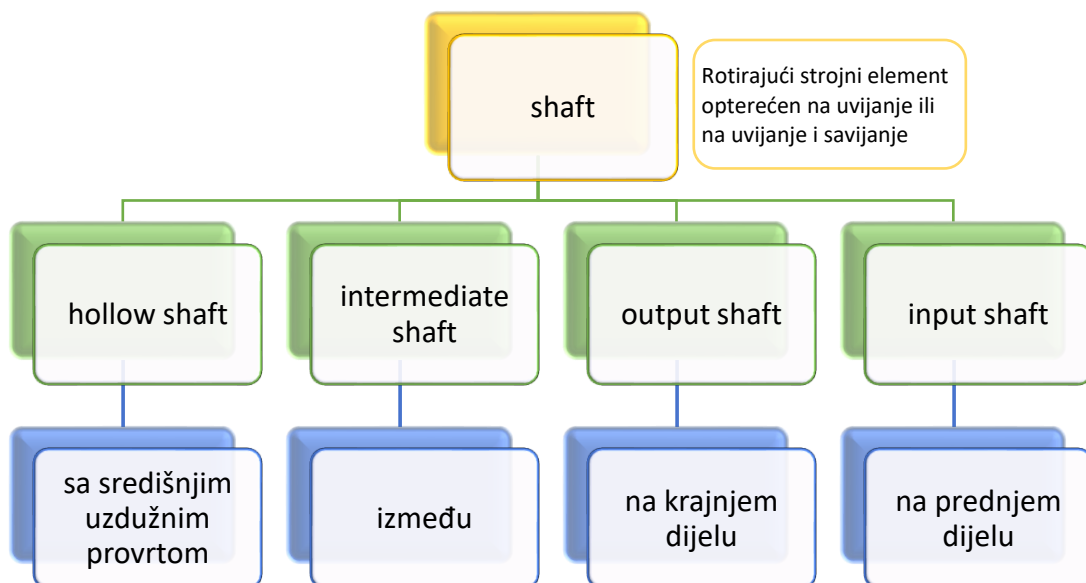 shaft
Rotirajući strojni element
opterećen na uvijanje ili
na uvijanje i savijanje
hollow shaft
intermediate
shaft
output shaft
input shaft
sa središnjim
uzdužnim
provrtom
između
na krajnjem
dijelu
na prednjem
dijelu